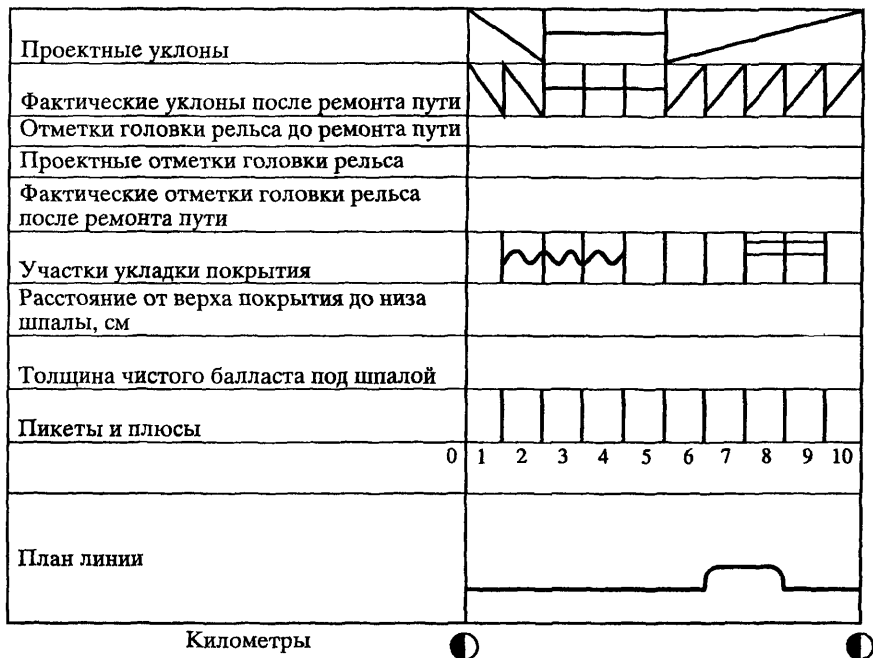 Проектные уклоны
Фактические уклоны после ремонта пути
Отметки головки рельса до ремонта пути
Проектные отметки головки рельса
Фактические отметки головки рельса
после ремонта пути
Участки укладки покрытия
Расстояние от верха покрытия до низа
шпалы, см
Толщина чистого балласта под шпалой
Пикеты и плюсы
0 1 2 3 4 5 6 7 8 9 10
План линии
Километры